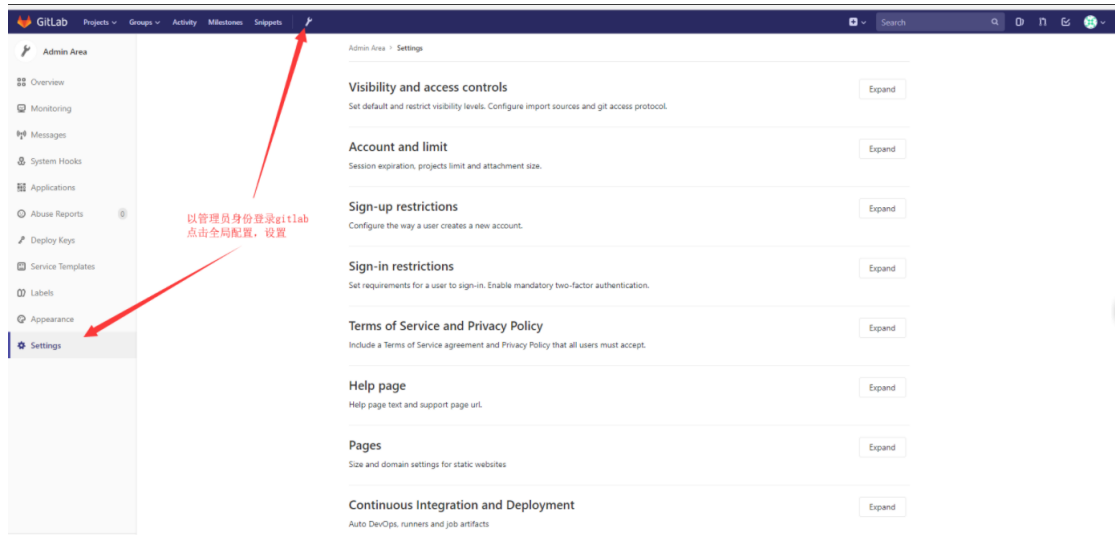 GitLab Projects Groups Activity Milestones Snippets Search
Admin Area
Overview
Monitoring
Messages
System Hooks
Applications
Abuse Reports 0
Deploy Keys
Service Templates
Labels
Appearance
Settings
以管理员身份登录gitlab
点击全局配置，设置
Admin Area > Settings
Visibility and access controls
Expand
Set default and restrict visibility levels. Configure import sources and git access protocol.
Account and limit
Expand
Session expiration, projects limit and attachment size.
Sign-up restrictions
Expand
Configure the way a user creates a new account.
Sign-in restrictions
Expand
Set requirements for a user to sign-in. Enable mandatory two-factor authentication.
Terms of Service and Privacy Policy
Expand
Include a Terms of Service agreement and Privacy Policy that all users must accept.
Help page
Expand
Help page text and support page url.
Pages
Expand
Size and domain settings for static websites
Continuous Integration and Deployment
Expand
Auto DevOps, runners and job artifacts